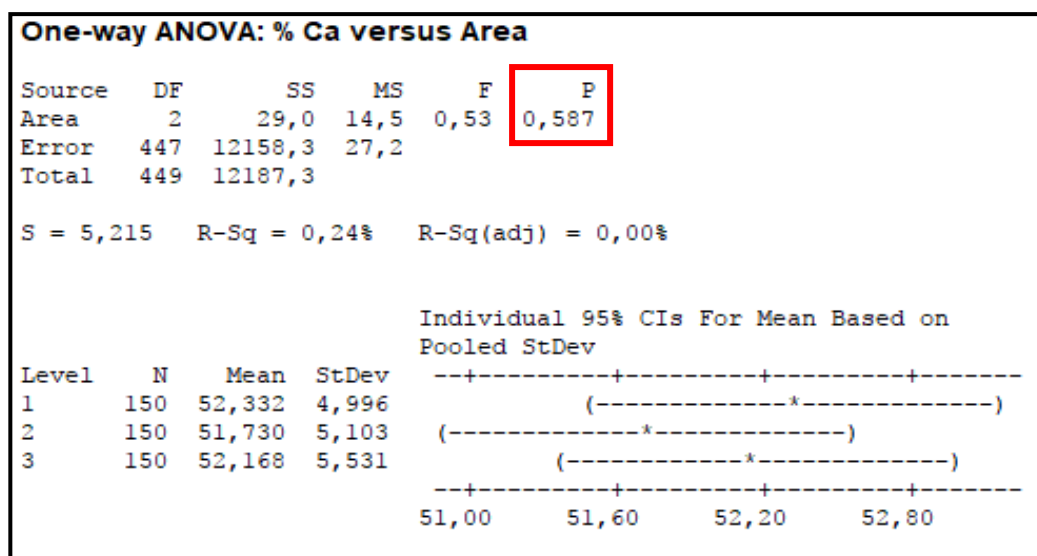 One-way ANOVA: % Ca versus Area
Source DF SS MS F P
Area 2 29,0 14,5 0,53 0,587
Error 447 12158,3 27,2
Total 449 12187,3
S = 5,215 R-Sq = 0,24% R-Sq(adj) = 0,00%
Individual 95% CIs For Mean Based on
Pooled StDev
Level N Mean StDev --+---------+---------+---------+-------
1 150 52,332 4,996 (-------------*-------------)
2 150 51,730 5,103 (-------------*-------------)
3 150 52,168 5,531 (------------*-------------)
--+---------+---------+---------+-------
51,00 51,60 52,20 52,80